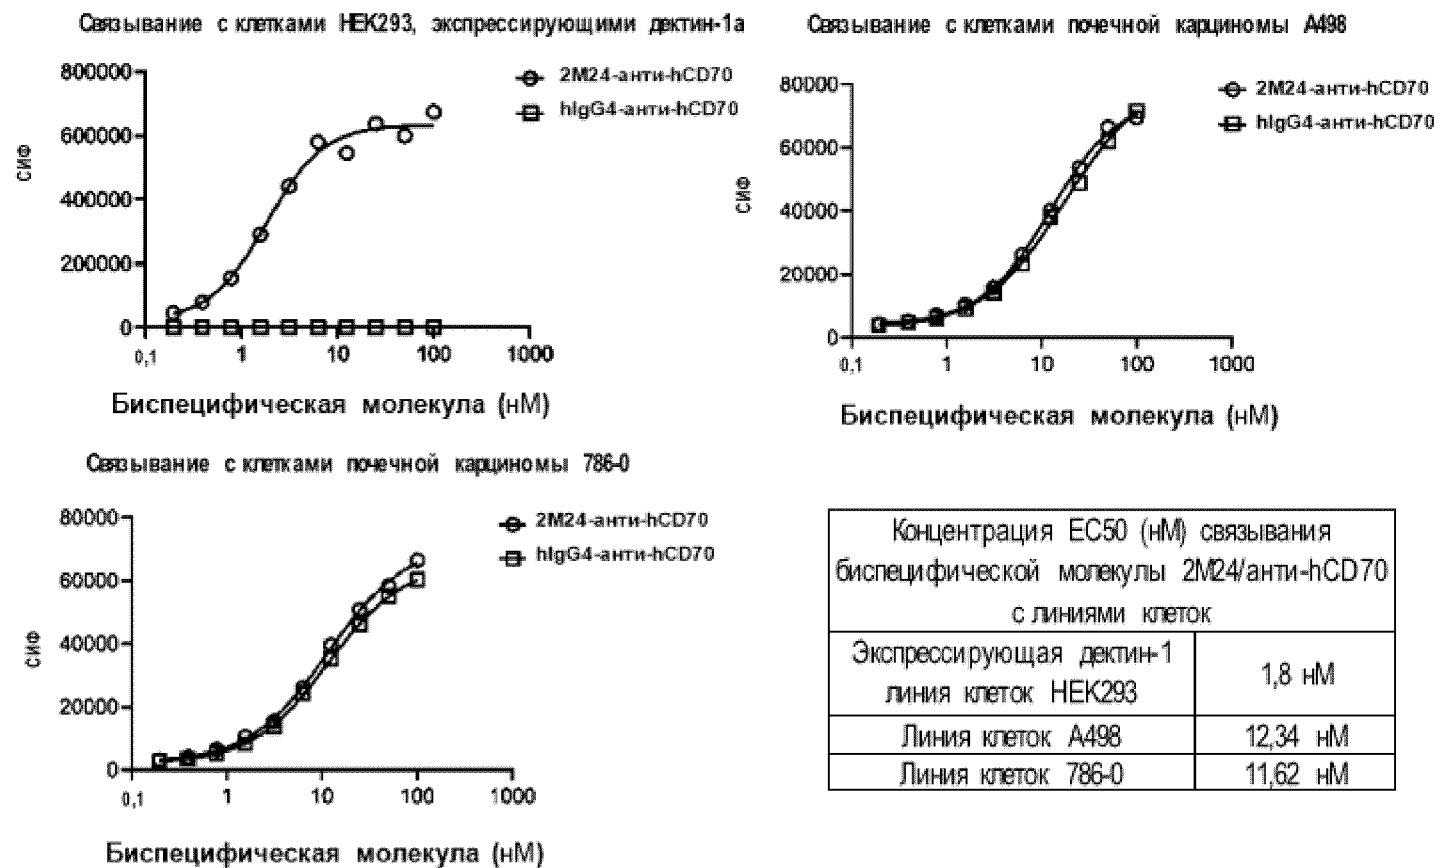 Связывание с клетками HEK293, экспрессирующими дектин-1a
800000
600000
400000
200000
0
СИФ
0,1
1
10
100
1000
Биспецифическая молекула (нМ)
2M24-анти-hCD70
hIgG4-анти-hCD70
Связывание с клетками почечной карциномы A498
80000
60000
40000
20000
0
СИФ
0,1
1
10
100
1000
Биспецифическая молекула (нМ)
2M24-анти-hCD70
hIgG4-анти-hCD70
Связывание с клетками почечной карциномы 786-0
80000
60000
40000
20000
0
СИФ
0,1
1
10
100
1000
Биспецифическая молекула (нМ)
2M24-анти-hCD70
hIgG4-анти-hCD70
Концентрация EC50 (нМ) связывания
биспецифической молекулы 2M24/анти-hCD70
с линиями клеток
Экспрессирующая дектин-1
линия клеток HEK293
1,8 нМ
Линия клеток A498
12,34 нМ
Линия клеток 786-0
11,62 нМ